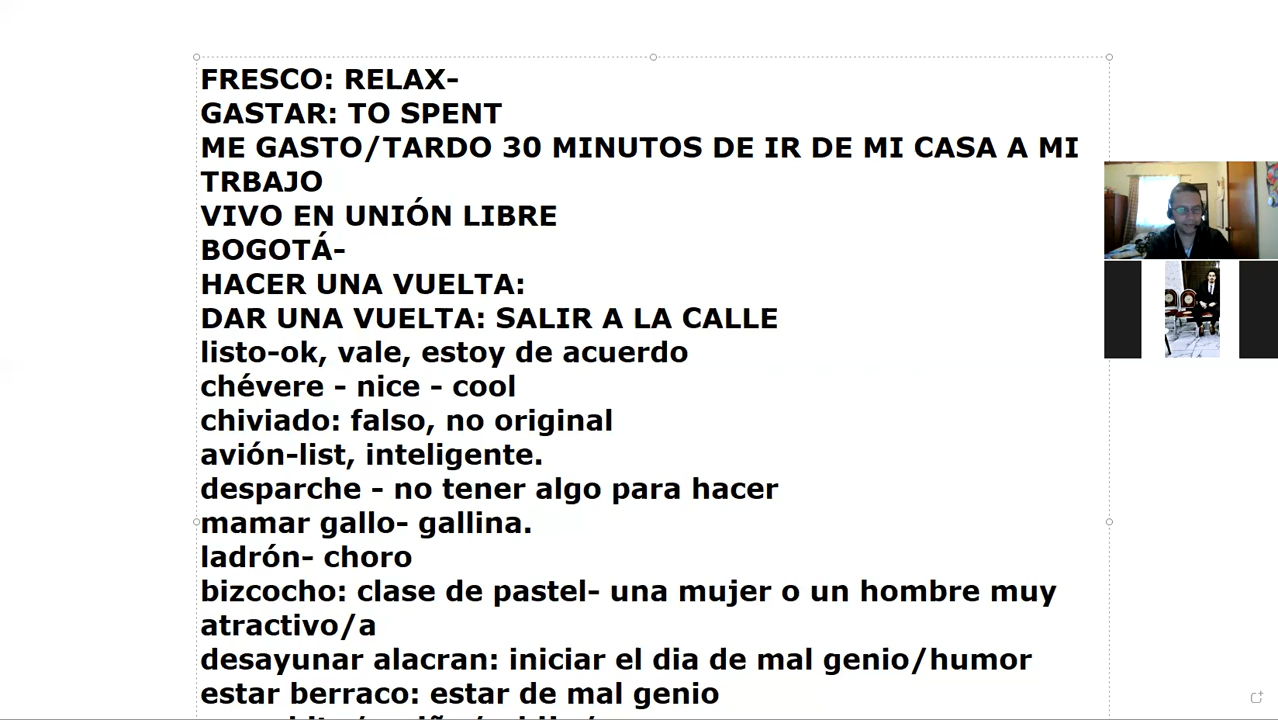 FRESCO: RELAX-
GASTAR: TO SPENT
ME GASTO/TARDO 30 MINUTOS DE IR DE MI CASA A MI
TRBAJO
VIVO EN UNIÓN LIBRE
BOGOTÁ-
HACER UNA VUELTA:
DAR UNA VUELTA: SALIR A LA CALLE
listo-ok, vale, estoy de acuerdo
chévere - nice - cool
chiviado: falso, no original
avión-list, inteligente.
desparche - no tener algo para hacer
mamar gallo- gallina.
ladrón- choro
bizcocho: clase de pastel- una mujer o un hombre muy
atractivo/a
desayunar alacran: iniciar el dia de mal genio/humor
estar berraco: estar de mal genio